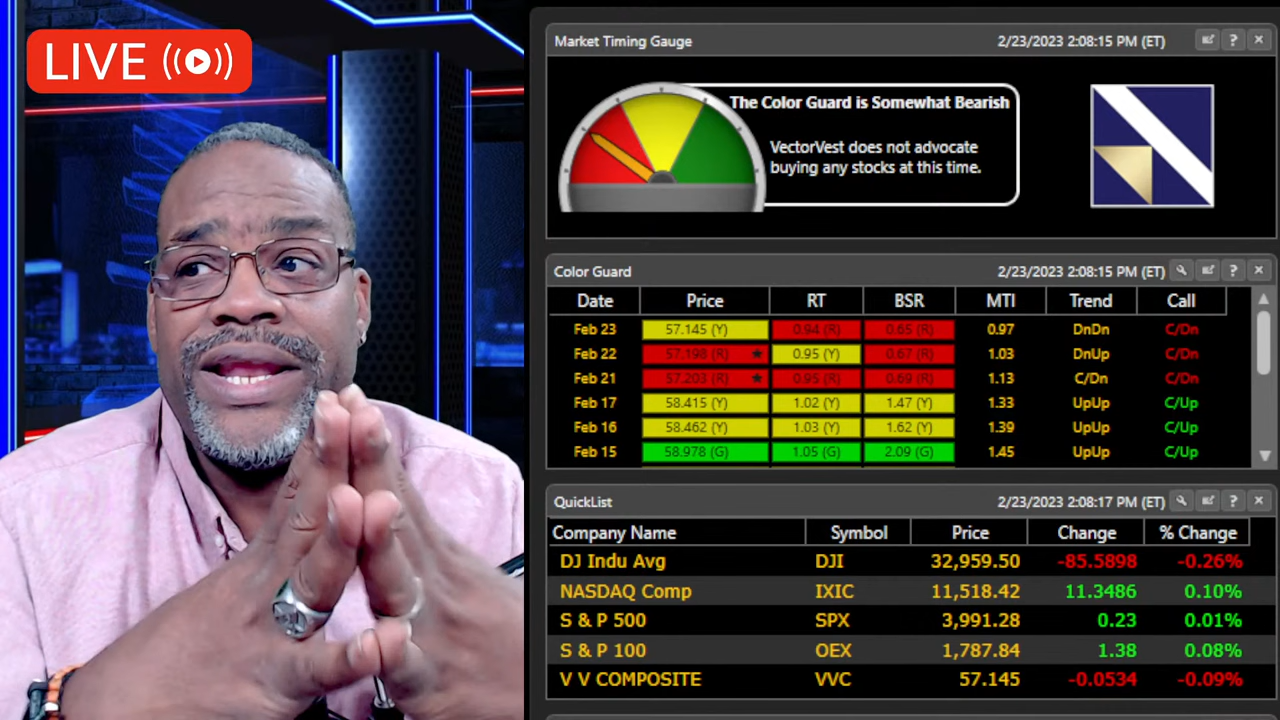 LIVE
Market Timing Gauge 2/23/2023 2:08:15 PM (ET)
The Color Guard is Somewhat Bearish
VectorVest does not advocate
buying any stocks at this time.
Color Guard 2/23/2023 2:08:15 PM (ET)
Date Price RT BSR MTI Trend Call
Feb 23 57.145 (Y) 0.94 (R) 0.65 (R) 0.97 DnDn C/Dn
Feb 22 57.198 (R) ★ 0.95 (Y) 0.67 (R) 1.03 DnUp C/Dn
Feb 21 57.203 (R) ★ 0.95 (R) 0.69 (R) 1.13 C/Dn C/Dn
Feb 17 58.415 (Y) 1.02 (Y) 1.47 (Y) 1.33 UpUp C/Up
Feb 16 58.462 (Y) 1.03 (Y) 1.62 (Y) 1.39 UpUp C/Up
Feb 15 58.978 (G) 1.05 (G) 2.09 (G) 1.45 UpUp C/Up
QuickList 2/23/2023 2:08:17 PM (ET)
Company Name Symbol Price Change % Change
DJ Indu Avg DJI 32,959.50 -85.5898 -0.26%
NASDAQ Comp IXIC 11,518.42 11.3486 0.10%
S & P 500 SPX 3,991.28 0.23 0.01%
S & P 100 OEX 1,787.84 1.38 0.08%
V V COMPOSITE VVC 57.145 -0.0534 -0.09%